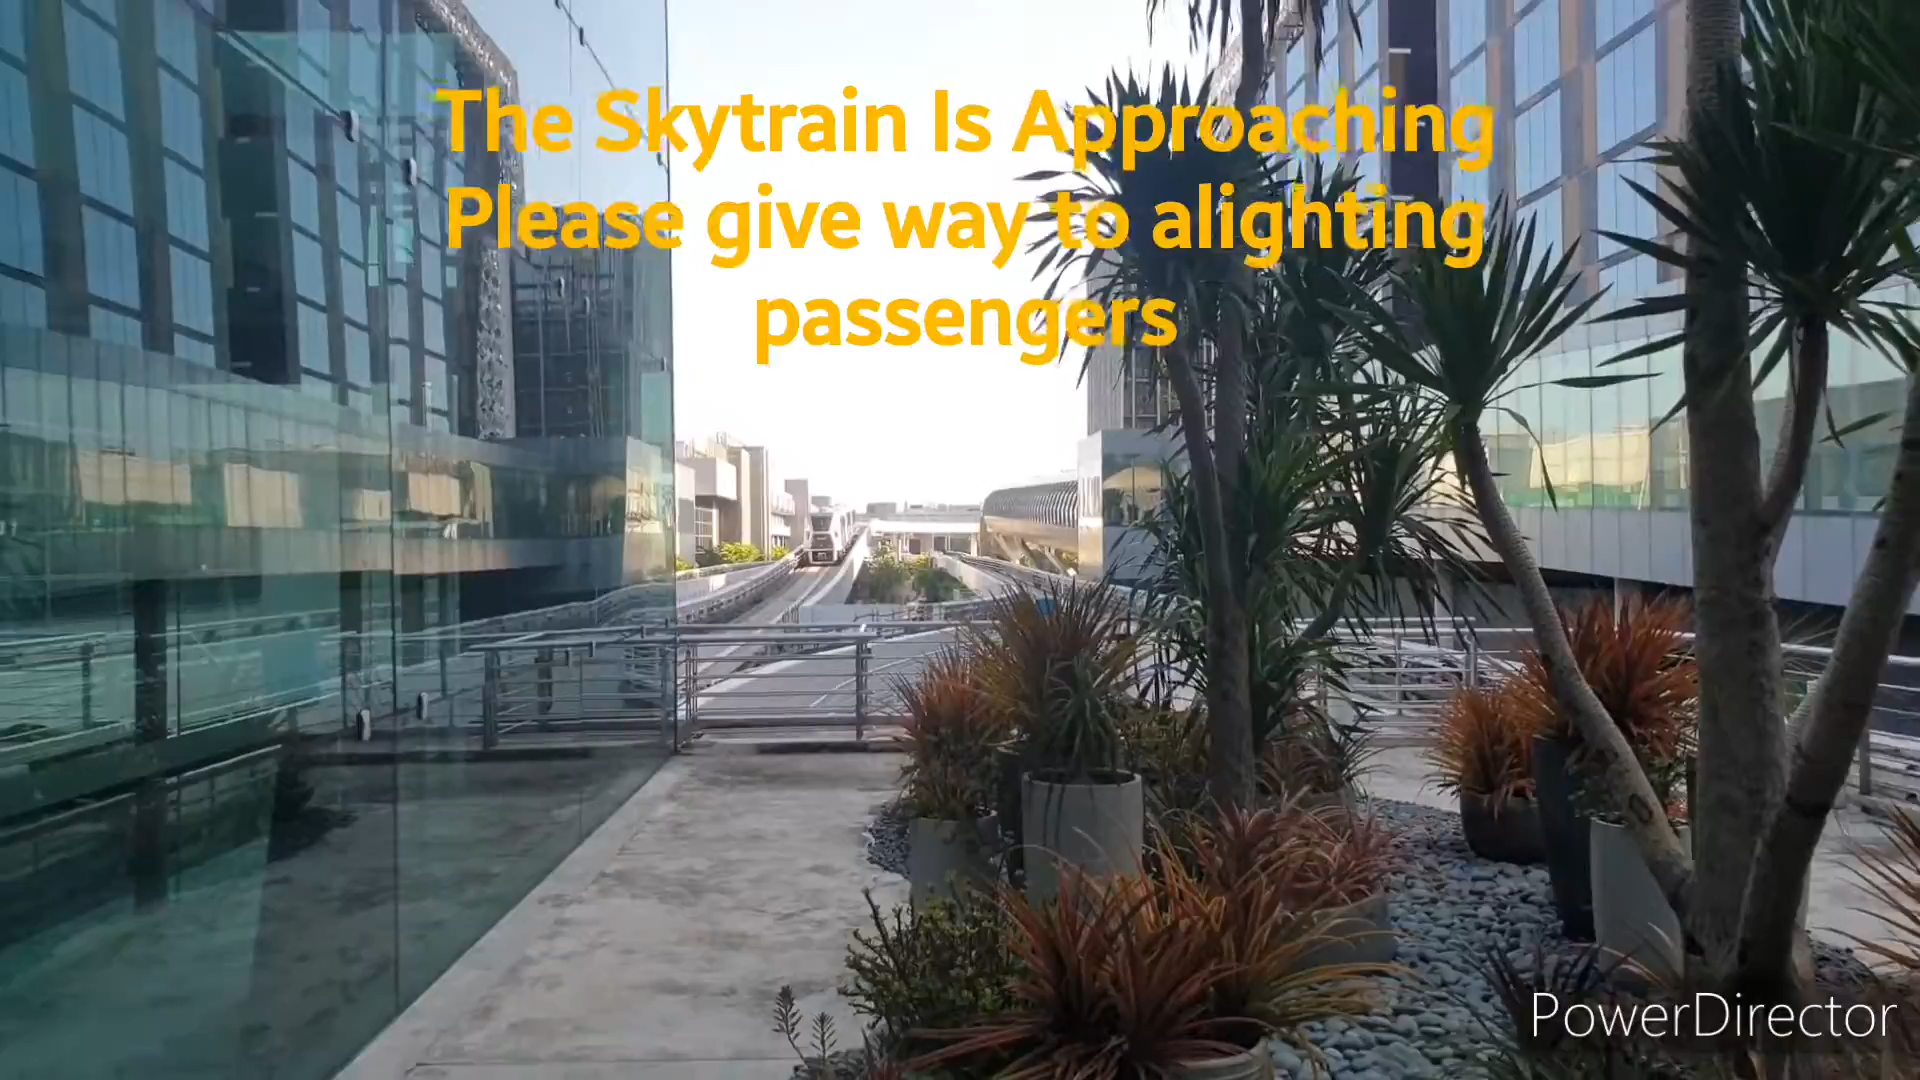 The Skytrain Is Approaching
Please give way to alighting
passengers
PowerDirector